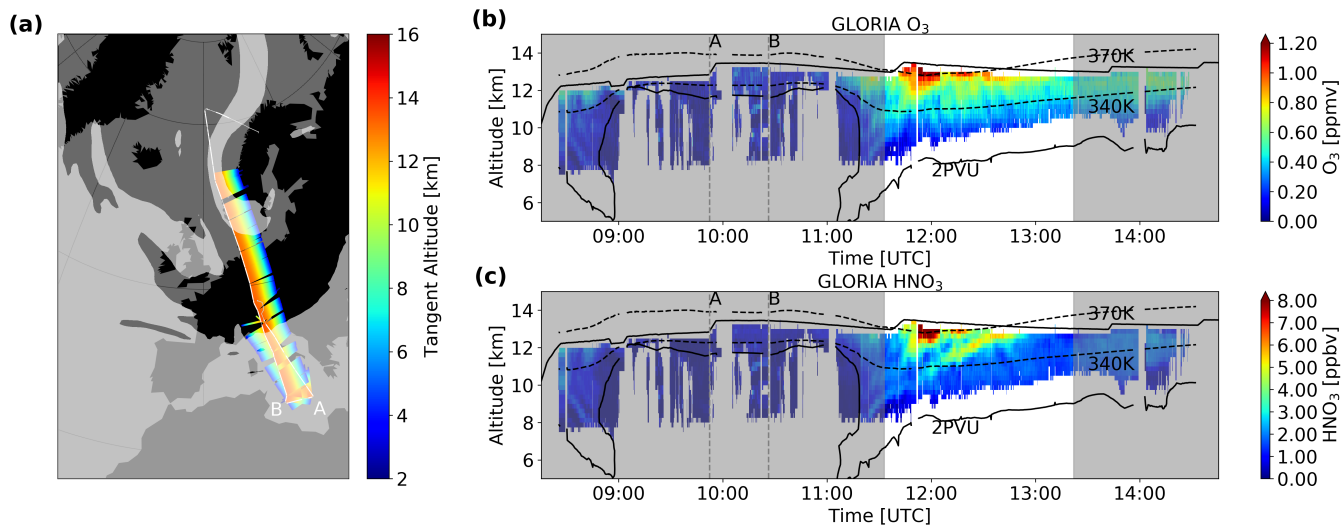 (a)
B
A
16
14
12
10
8
6
4
2
Tangent Altitude [km]
(b)
GLORIA O₃
A
B
370K
340K
2PVU
14
12
10
8
6
Altitude [km]
09:00
10:00
11:00
12:00
13:00
14:00
Time [UTC]
1.20
1.00
0.80
0.60
0.40
0.20
0.00
O₃ [ppmv]
(c)
GLORIA HNO₃
A
B
370K
340K
2PVU
14
12
10
8
6
Altitude [km]
09:00
10:00
11:00
12:00
13:00
14:00
Time [UTC]
8.00
7.00
6.00
5.00
4.00
3.00
2.00
1.00
0.00
HNO₃ [ppbv]